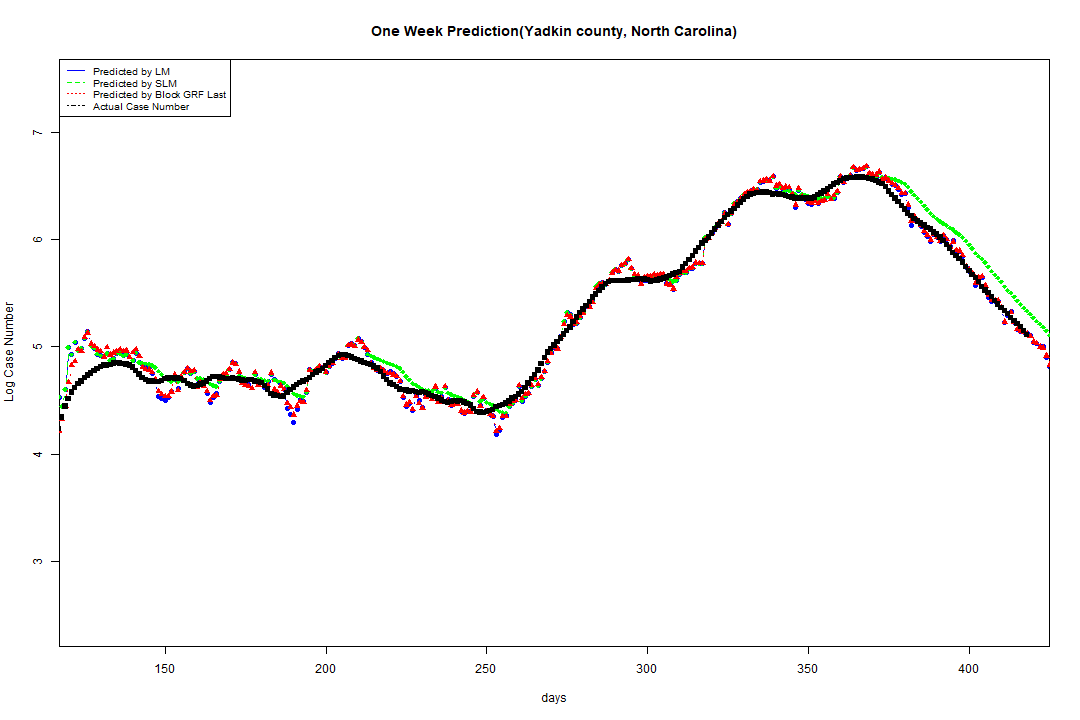 One Week Prediction(Yadkin county, North Carolina)
Predicted by LM
Predicted by SLM
Predicted by Block GRF Last
Actual Case Number
7
6
5
4
3
Log Case Number
150 200 250 300 350 400
days